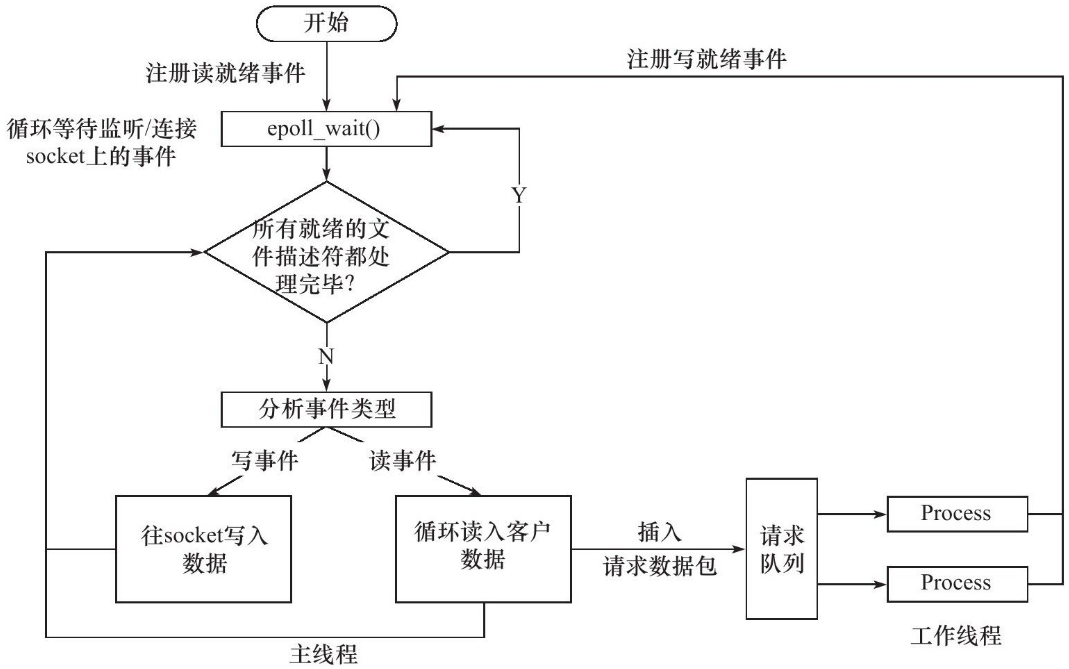 开始
注册读就绪事件
注册写就绪事件
循环等待监听/连接
socket上的事件
epoll_wait()
Y
所有就绪的文
件描述符都处
理完毕？
N
分析事件类型
写事件
读事件
往socket写入
数据
循环读入客户
数据
插入
请求数据包
请求
队列
Process
Process
工作线程
主线程